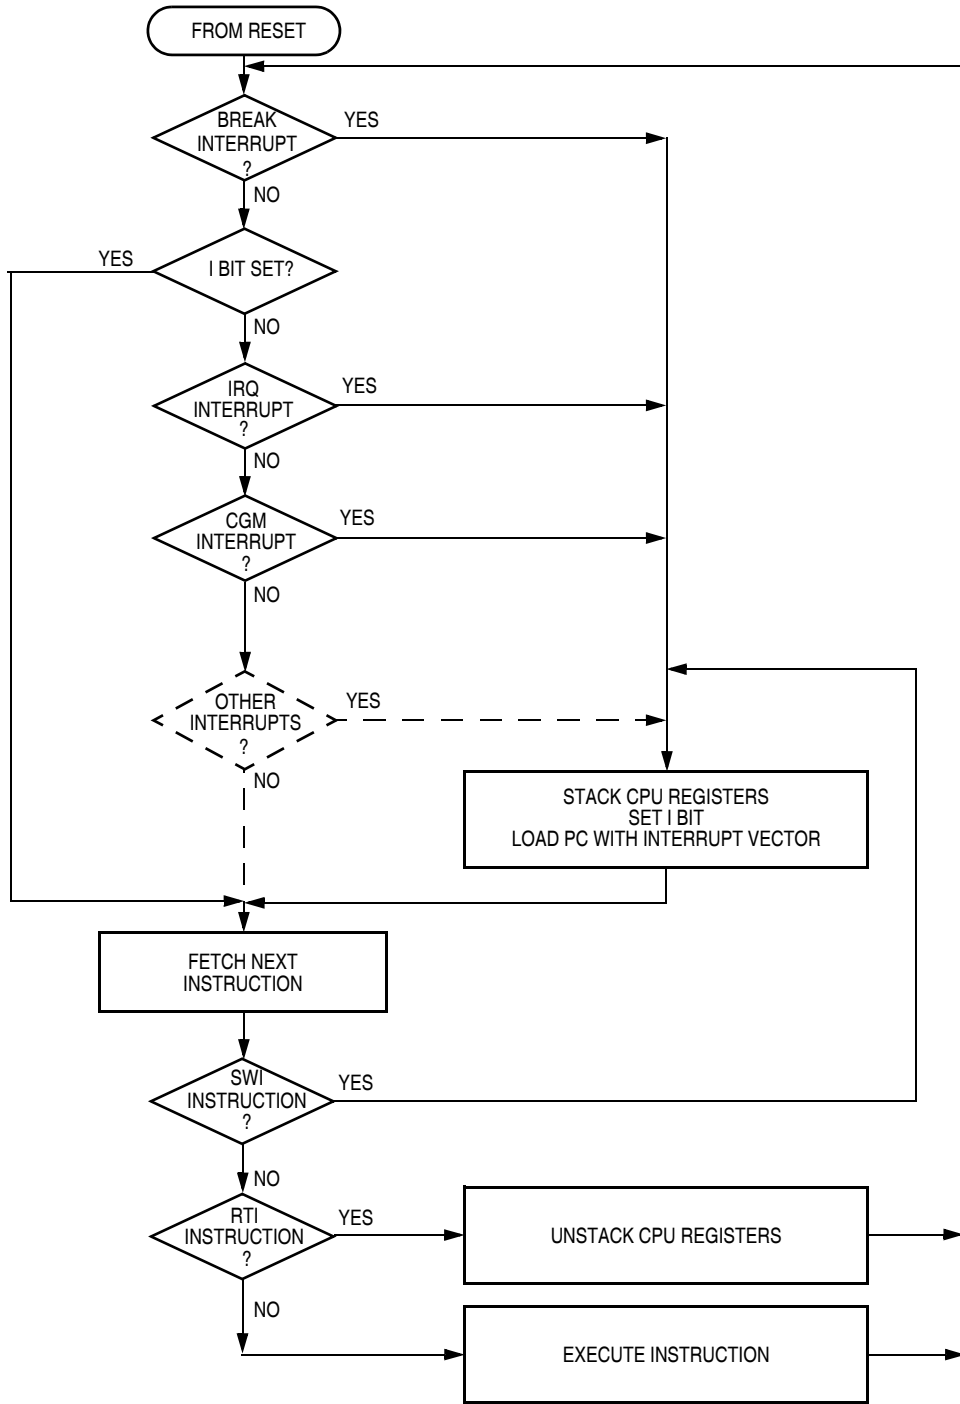 FROM RESET
BREAK
INTERRUPT
?
YES
NO
I BIT SET?
YES
NO
IRQ
INTERRUPT
?
YES
NO
CGM
INTERRUPT
?
YES
NO
OTHER
INTERRUPTS
?
YES
NO
STACK CPU REGISTERS
SET I BIT
LOAD PC WITH INTERRUPT VECTOR
FETCH NEXT
INSTRUCTION
SWI
INSTRUCTION
?
YES
NO
RTI
INSTRUCTION
?
YES
UNSTACK CPU REGISTERS
NO
EXECUTE INSTRUCTION